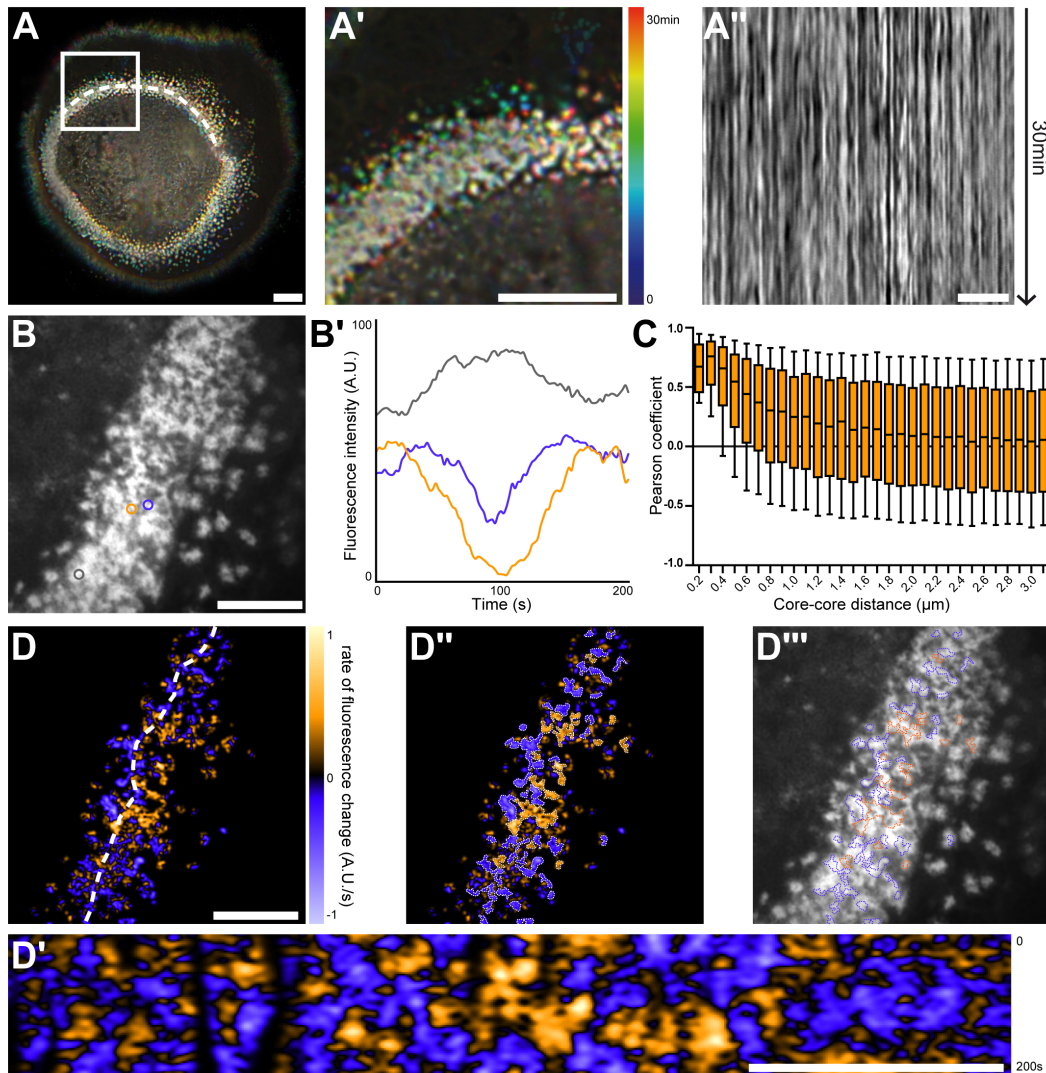 A
A'
30min
0
A''
30min
B
B'
100
0
Fluorescence intensity (A.U.)
0
100
200
Time (s)
C
1.0
0.5
0.0
-0.5
-1.0
Pearson coefficient
0.2
0.4
0.6
0.8
1.0
1.2
1.4
1.6
1.8
2.0
2.2
2.4
2.6
2.8
3.0
Core-core distance (µm)
D
1
0
-1
rate of fluorescence
change (A.U./s)
D''
D'''
D'
0
200s